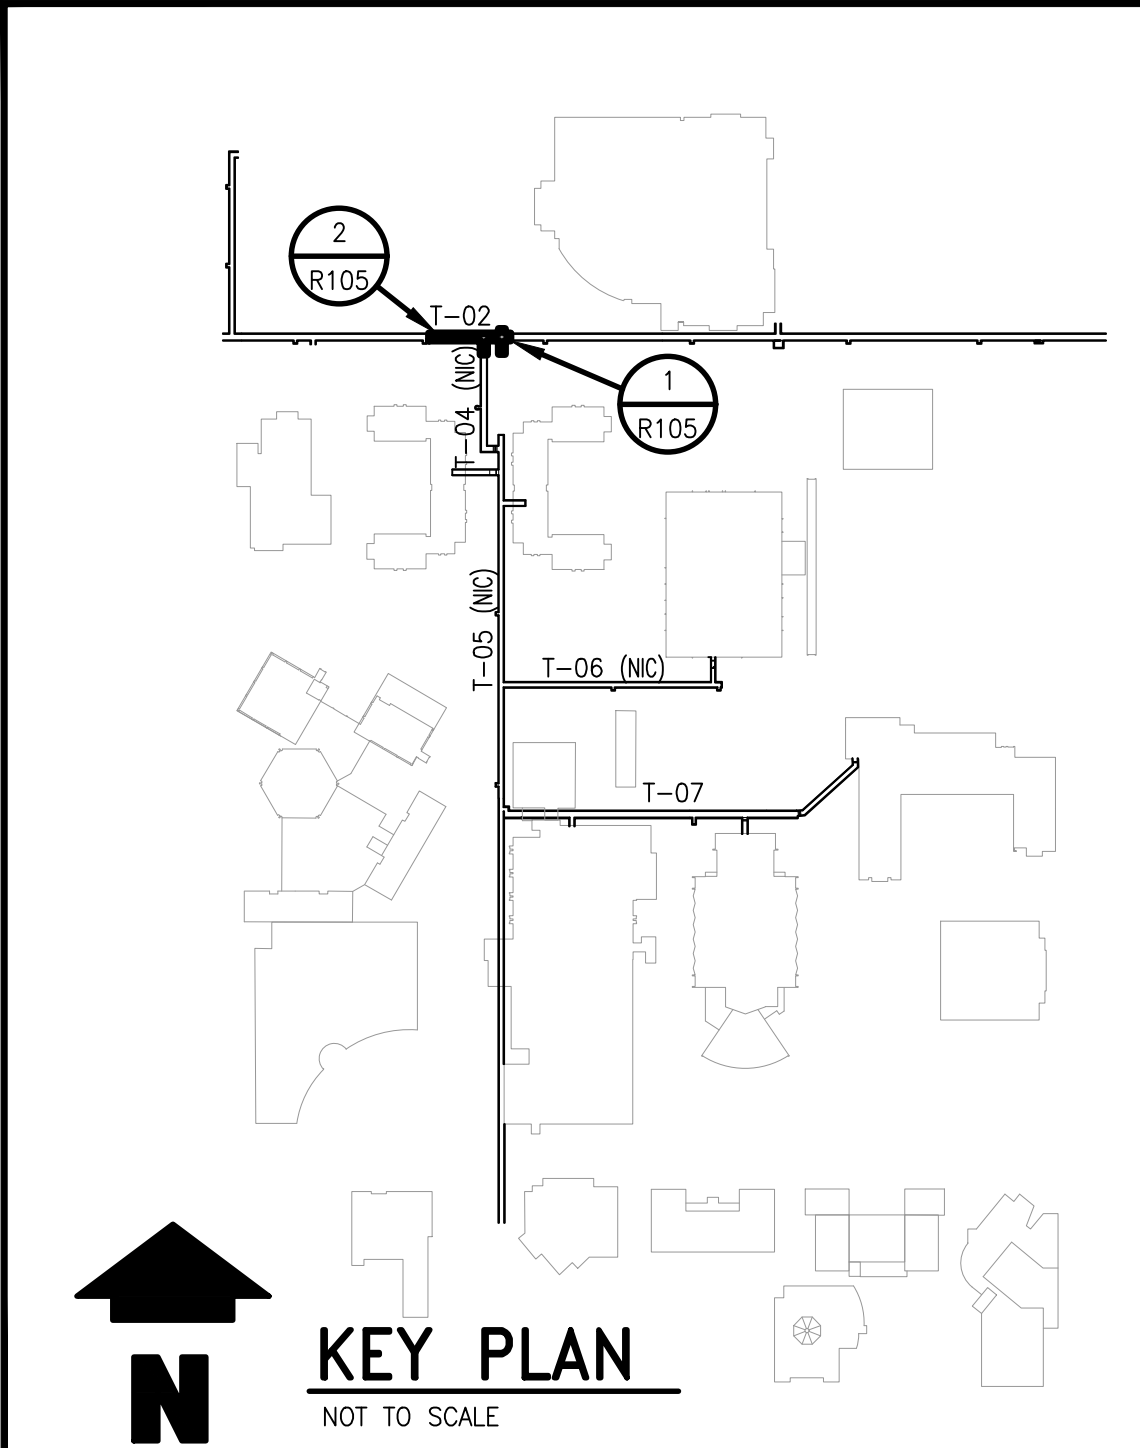 2
R105
T-02
1
R105
T-04 (NIC)
T-05 (NIC)
T-06 (NIC)
T-07
N
KEY PLAN
NOT TO SCALE